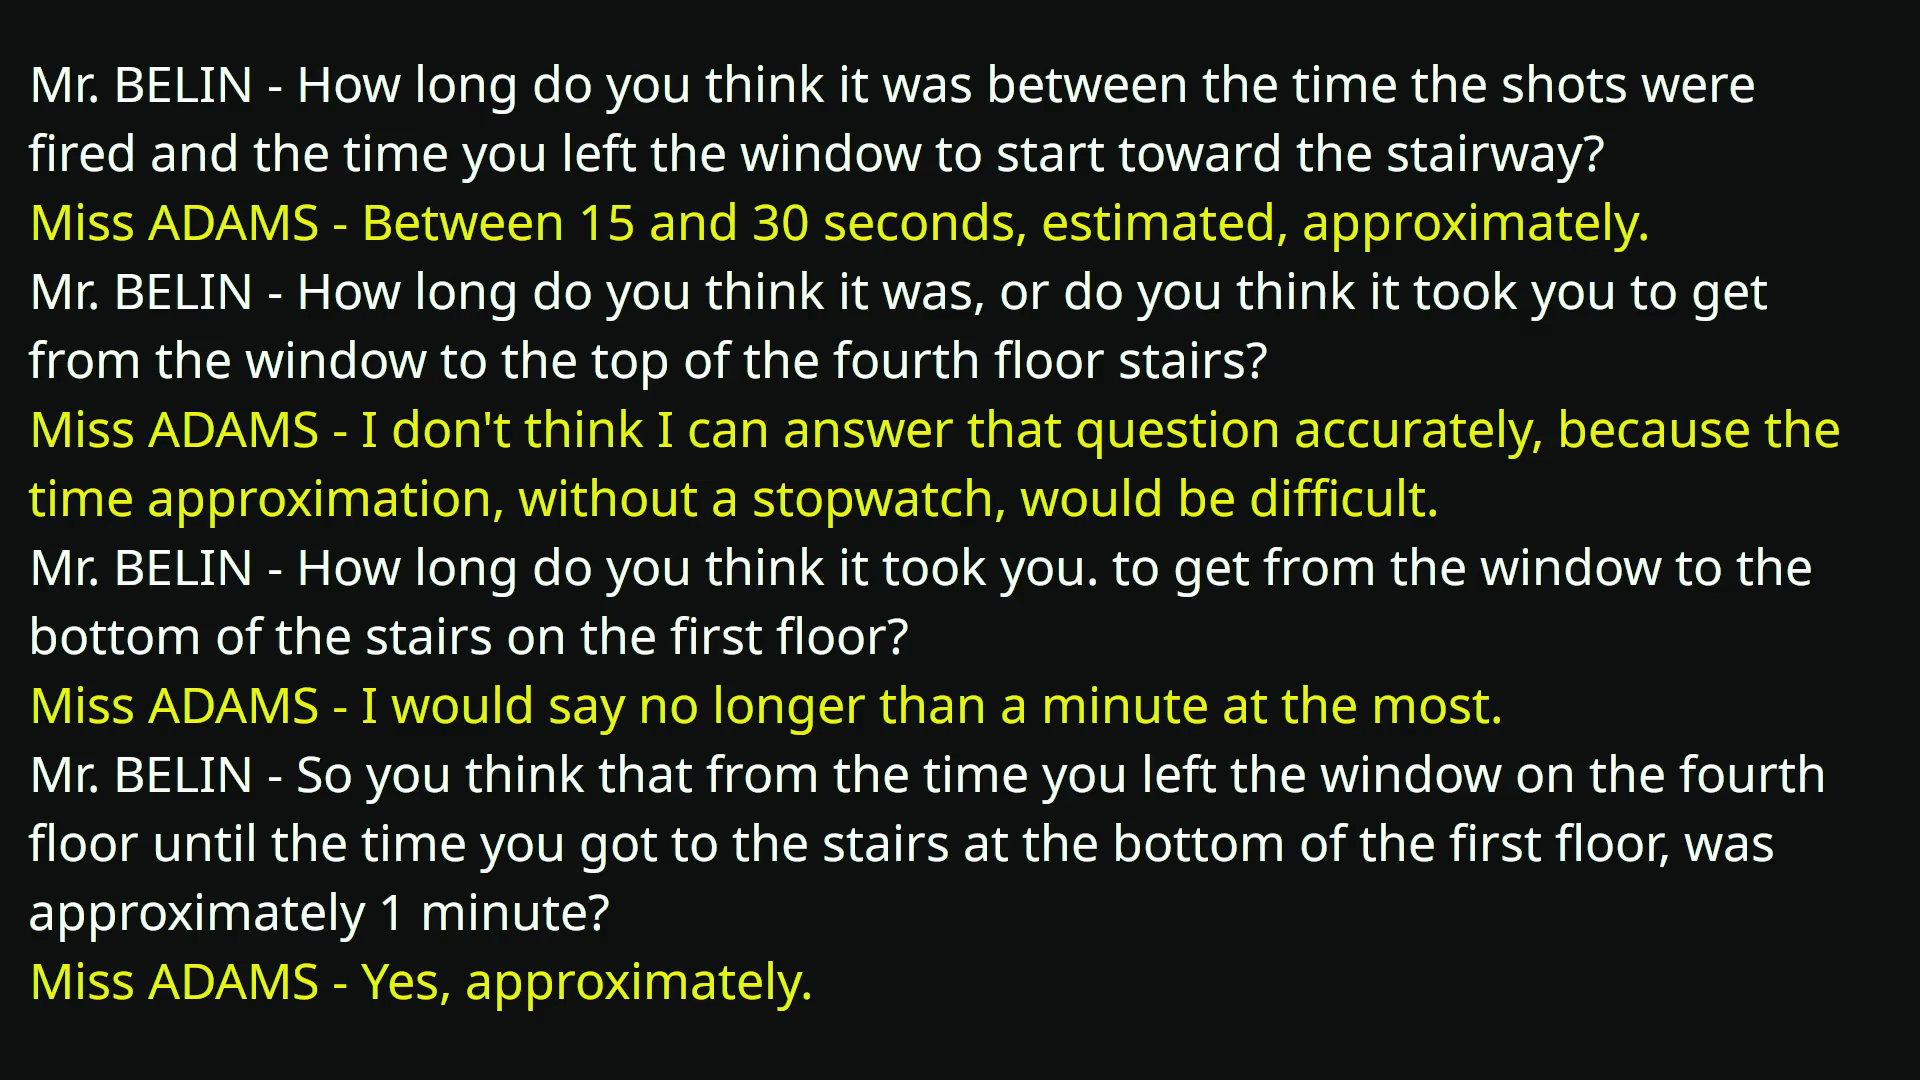 Mr. BELIN - How long do you think it was between the time the shots were
fired and the time you left the window to start toward the stairway?
Miss ADAMS - Between 15 and 30 seconds, estimated, approximately.
Mr. BELIN - How long do you think it was, or do you think it took you to get
from the window to the top of the fourth floor stairs?
Miss ADAMS - I don't think I can answer that question accurately, because the
time approximation, without a stopwatch, would be difficult.
Mr. BELIN - How long do you think it took you. to get from the window to the
bottom of the stairs on the first floor?
Miss ADAMS - I would say no longer than a minute at the most.
Mr. BELIN - So you think that from the time you left the window on the fourth
floor until the time you got to the stairs at the bottom of the first floor, was
approximately 1 minute?
Miss ADAMS - Yes, approximately.